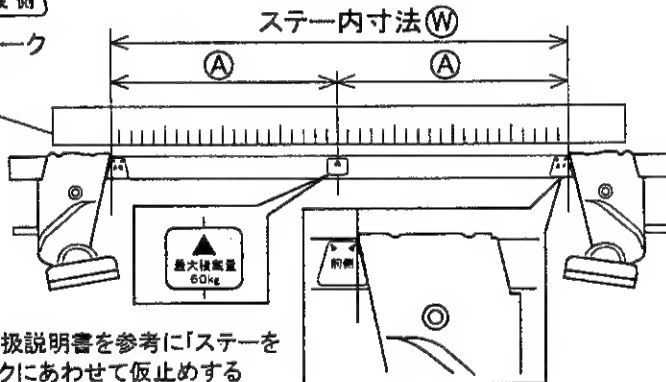 側
ーク
ステー内寸法Ⓦ
Ⓐ Ⓐ
▲
最大積載量
60kg
前側
扱説明書を参考に「ステーを
クにあわせて仮止めする